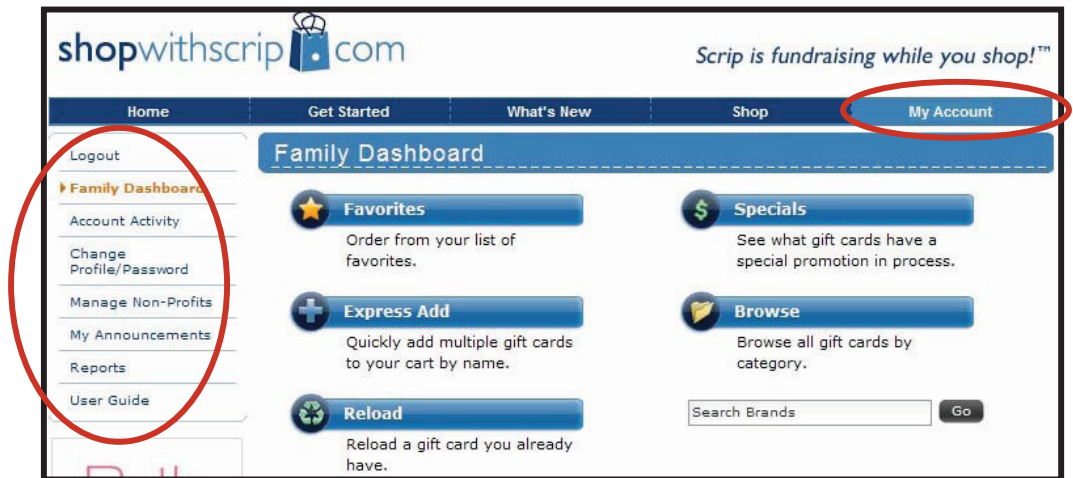 shopwithscrip com
Scrip is fundraising while you shop!™
Home Get Started What's New Shop My Account
Logout
Family Dashboard
Account Activity
Change
Profile/Password
Manage Non-Profits
My Announcements
Reports
User Guide
Family Dashboard
Favorites
Order from your list of
favorites.
Specials
See what gift cards have a
special promotion in process.
Express Add
Quickly add multiple gift cards
to your cart by name.
Browse
Browse all gift cards by
category.
Reload
Reload a gift card you already
have.
Search Brands Go